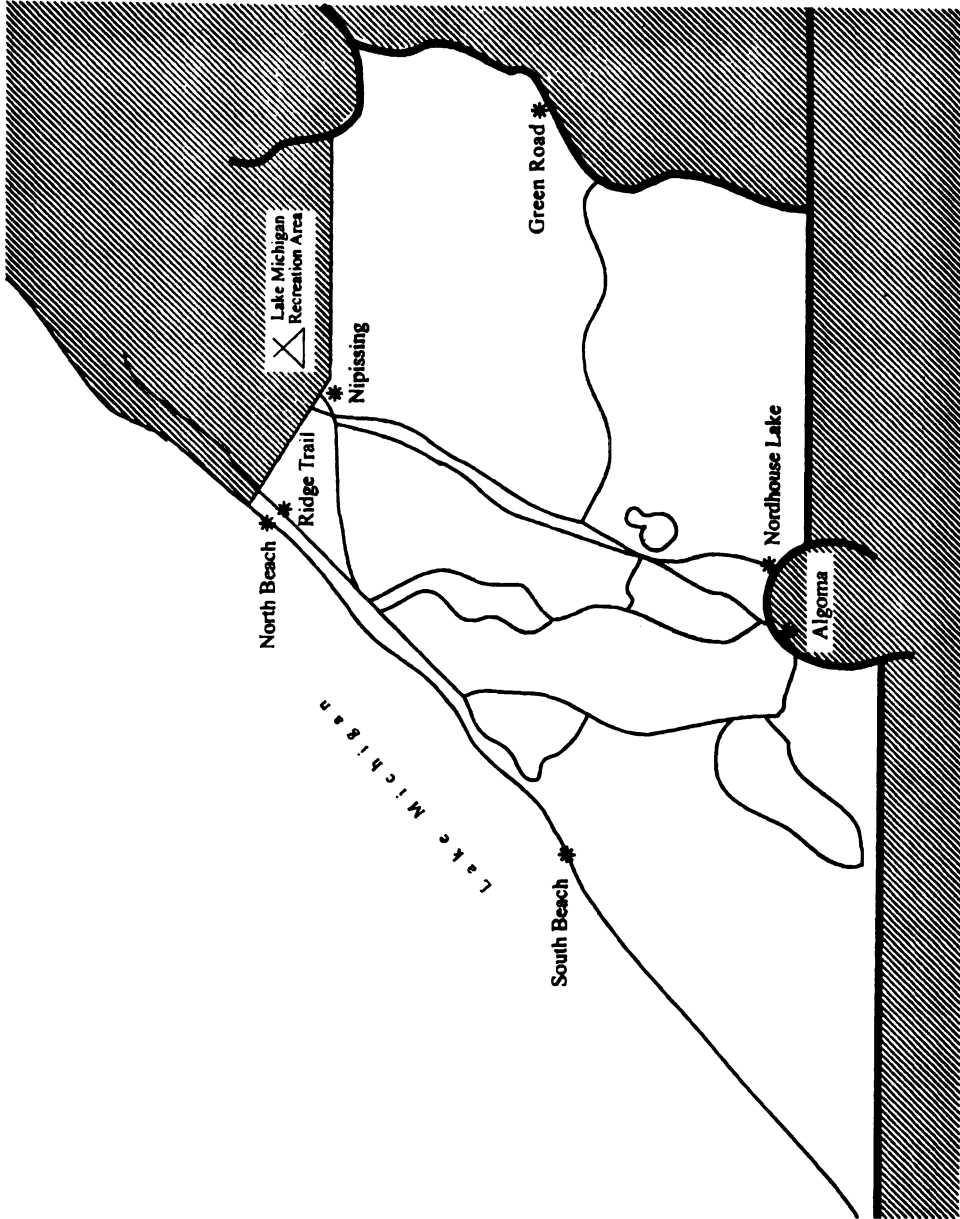 Lake Michigan
Recreation Area
Nipissing
Ridge Trail
North Beach
Green Road
Lake Michigan
South Beach
Nordhouse Lake
Algoma